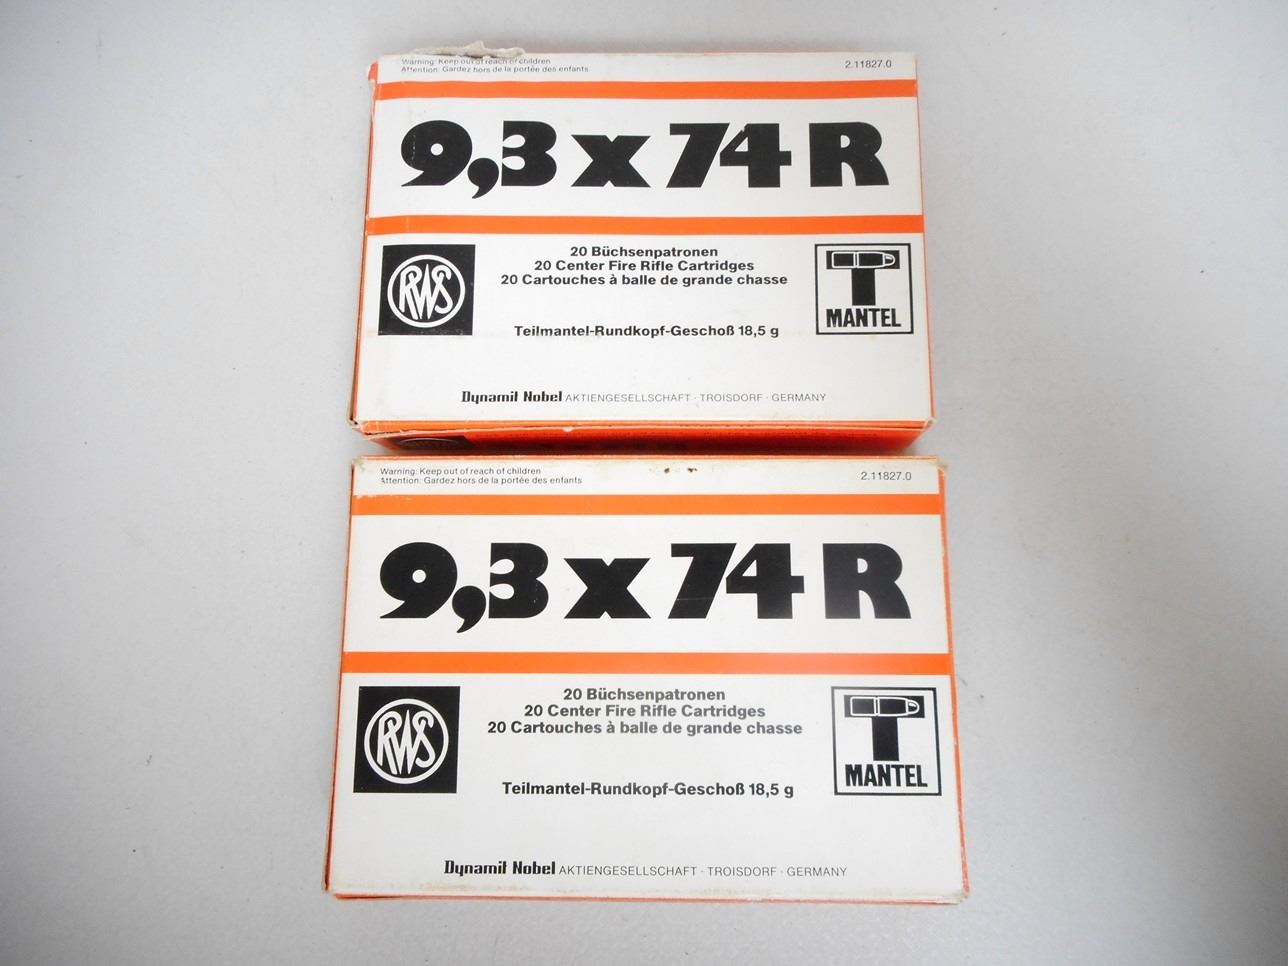 Warning: Keep out of reach of children
Attention: Gardez hors de la portée des enfants
2.11827.0
9,3 x 74 R
RWS
20 Büchsenpatronen
20 Center Fire Rifle Cartridges
20 Cartouches à balle de grande chasse
T
MANTEL
Teilmantel-Rundkopf-Geschoß 18,5 g
Dynamit Nobel AKTIENGESELLSCHAFT · TROISDORF · GERMANY
Warning: Keep out of reach of children
Attention: Gardez hors de la portée des enfants
2.11827.0
9,3 x 74 R
RWS
20 Büchsenpatronen
20 Center Fire Rifle Cartridges
20 Cartouches à balle de grande chasse
T
MANTEL
Teilmantel-Rundkopf-Geschoß 18,5 g
Dynamit Nobel AKTIENGESELLSCHAFT · TROISDORF · GERMANY